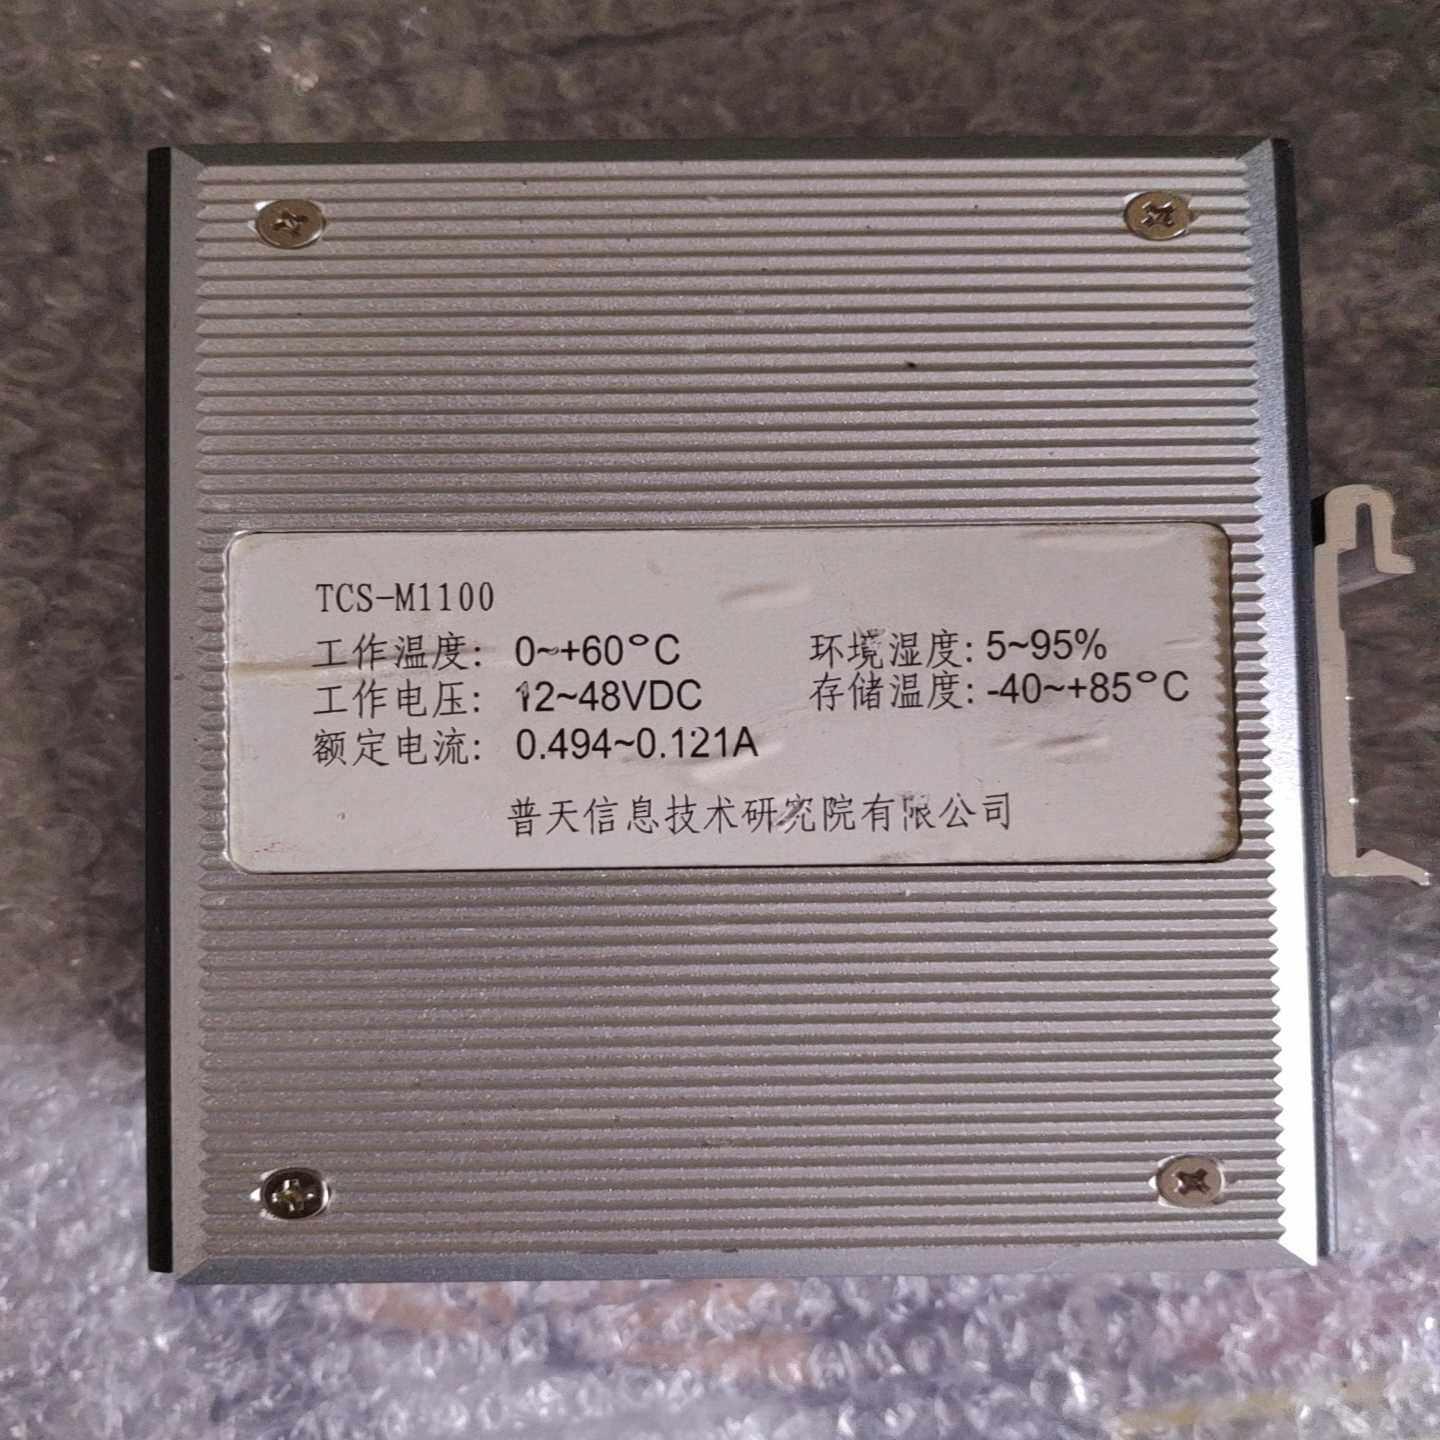 TCS-M1100
工作温度: 0~+60°C 环境湿度: 5~95%
工作电压: 12~48VDC 存储温度: -40~+85°C
额定电流: 0.494~0.121A
普天信息技术研究院有限公司